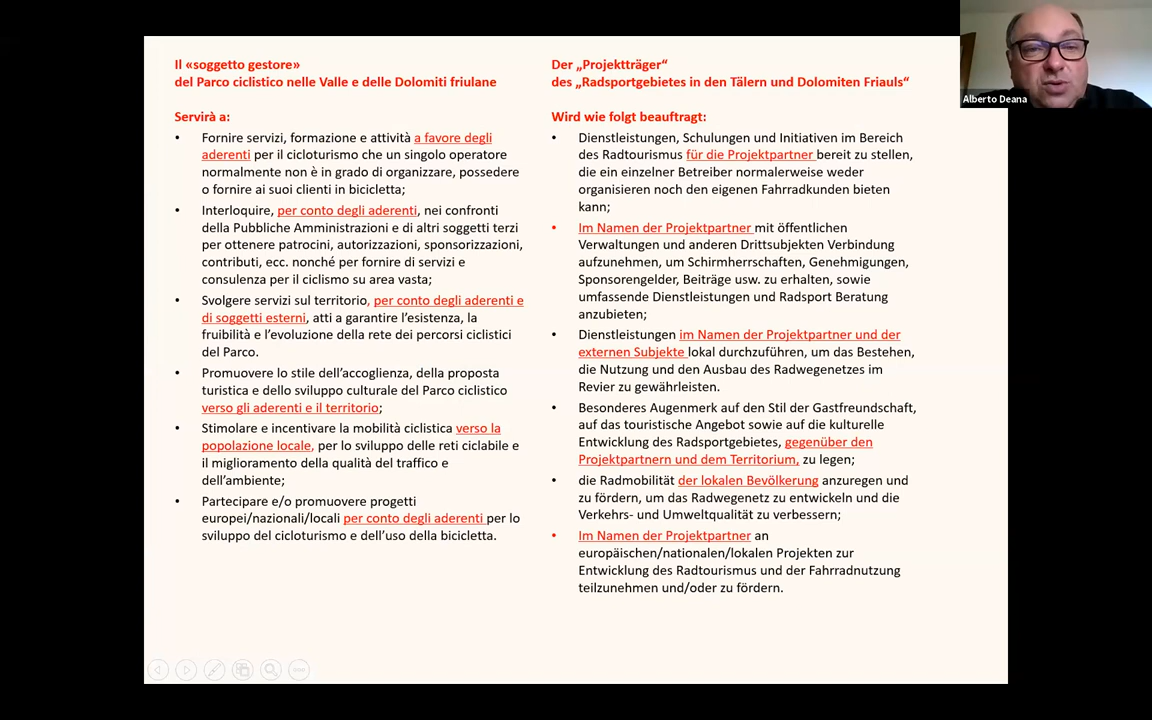 Il «soggetto gestore»
del Parco ciclistico nelle Valle e delle Dolomiti friulane
Servirà a:
• Fornire servizi, formazione e attività a favore degli
aderenti per il cicloturismo che un singolo operatore
normalmente non è in grado di organizzare, possedere
o fornire ai suoi clienti in bicicletta;
• Interloquire, per conto degli aderenti, nei confronti
della Pubbliche Amministrazioni e di altri soggetti terzi
per ottenere patrocini, autorizzazioni, sponsorizzazioni,
contributi, ecc. nonché per fornire di servizi e
consulenza per il ciclismo su area vasta;
• Svolgere servizi sul territorio, per conto degli aderenti e
di soggetti esterni, atti a garantire l'esistenza, la
fruibilità e l'evoluzione della rete dei percorsi ciclistici
del Parco.
• Promuovere lo stile dell'accoglienza, della proposta
turistica e dello sviluppo culturale del Parco ciclistico
verso gli aderenti e il territorio;
• Stimolare e incentivare la mobilità ciclistica verso la
popolazione locale, per lo sviluppo delle reti ciclabile e
il miglioramento della qualità del traffico e
dell'ambiente;
• Partecipare e/o promuovere progetti
europei/nazionali/locali per conto degli aderenti per lo
sviluppo del cicloturismo e dell'uso della bicicletta.
Der „Projektträger“
des „Radsportgebietes in den Tälern und Dolomiten Friauls“
Wird wie folgt beauftragt:
• Dienstleistungen, Schulungen und Initiativen im Bereich
des Radtourismus für die Projektpartner bereit zu stellen,
die ein einzelner Betreiber normalerweise weder
organisieren noch den eigenen Fahrradkunden bieten
kann;
• Im Namen der Projektpartner mit öffentlichen
Verwaltungen und anderen Drittsubjekten Verbindung
aufzunehmen, um Schirmherrschaften, Genehmigungen,
Sponsorengelder, Beiträge usw. zu erhalten, sowie
umfassende Dienstleistungen und Radsport Beratung
anzubieten;
• Dienstleistungen im Namen der Projektpartner und der
externen Subjekte lokal durchzuführen, um das Bestehen,
die Nutzung und den Ausbau des Radwegenetzes im
Revier zu gewährleisten.
• Besonderes Augenmerk auf den Stil der Gastfreundschaft,
auf das touristische Angebot sowie auf die kulturelle
Entwicklung des Radsportgebietes, gegenüber den
Projektpartnern und dem Territorium, zu legen;
• die Radmobilität der lokalen Bevölkerung anzuregen und
zu fördern, um das Radwegenetz zu entwickeln und die
Verkehrs- und Umweltqualität zu verbessern;
• Im Namen der Projektpartner an
europäischen/nationalen/lokalen Projekten zur
Entwicklung des Radtourismus und der Fahrradnutzung
teilzunehmen und/oder zu fördern.
Alberto Deana